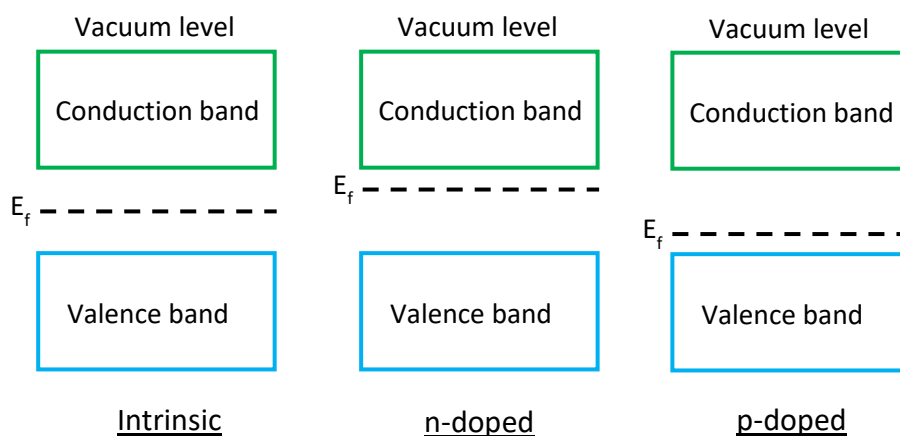 Vacuum level
Vacuum level
Vacuum level
Conduction band
Conduction band
Conduction band
E_f
E_f
E_f
Valence band
Valence band
Valence band
Intrinsic
n-doped
p-doped